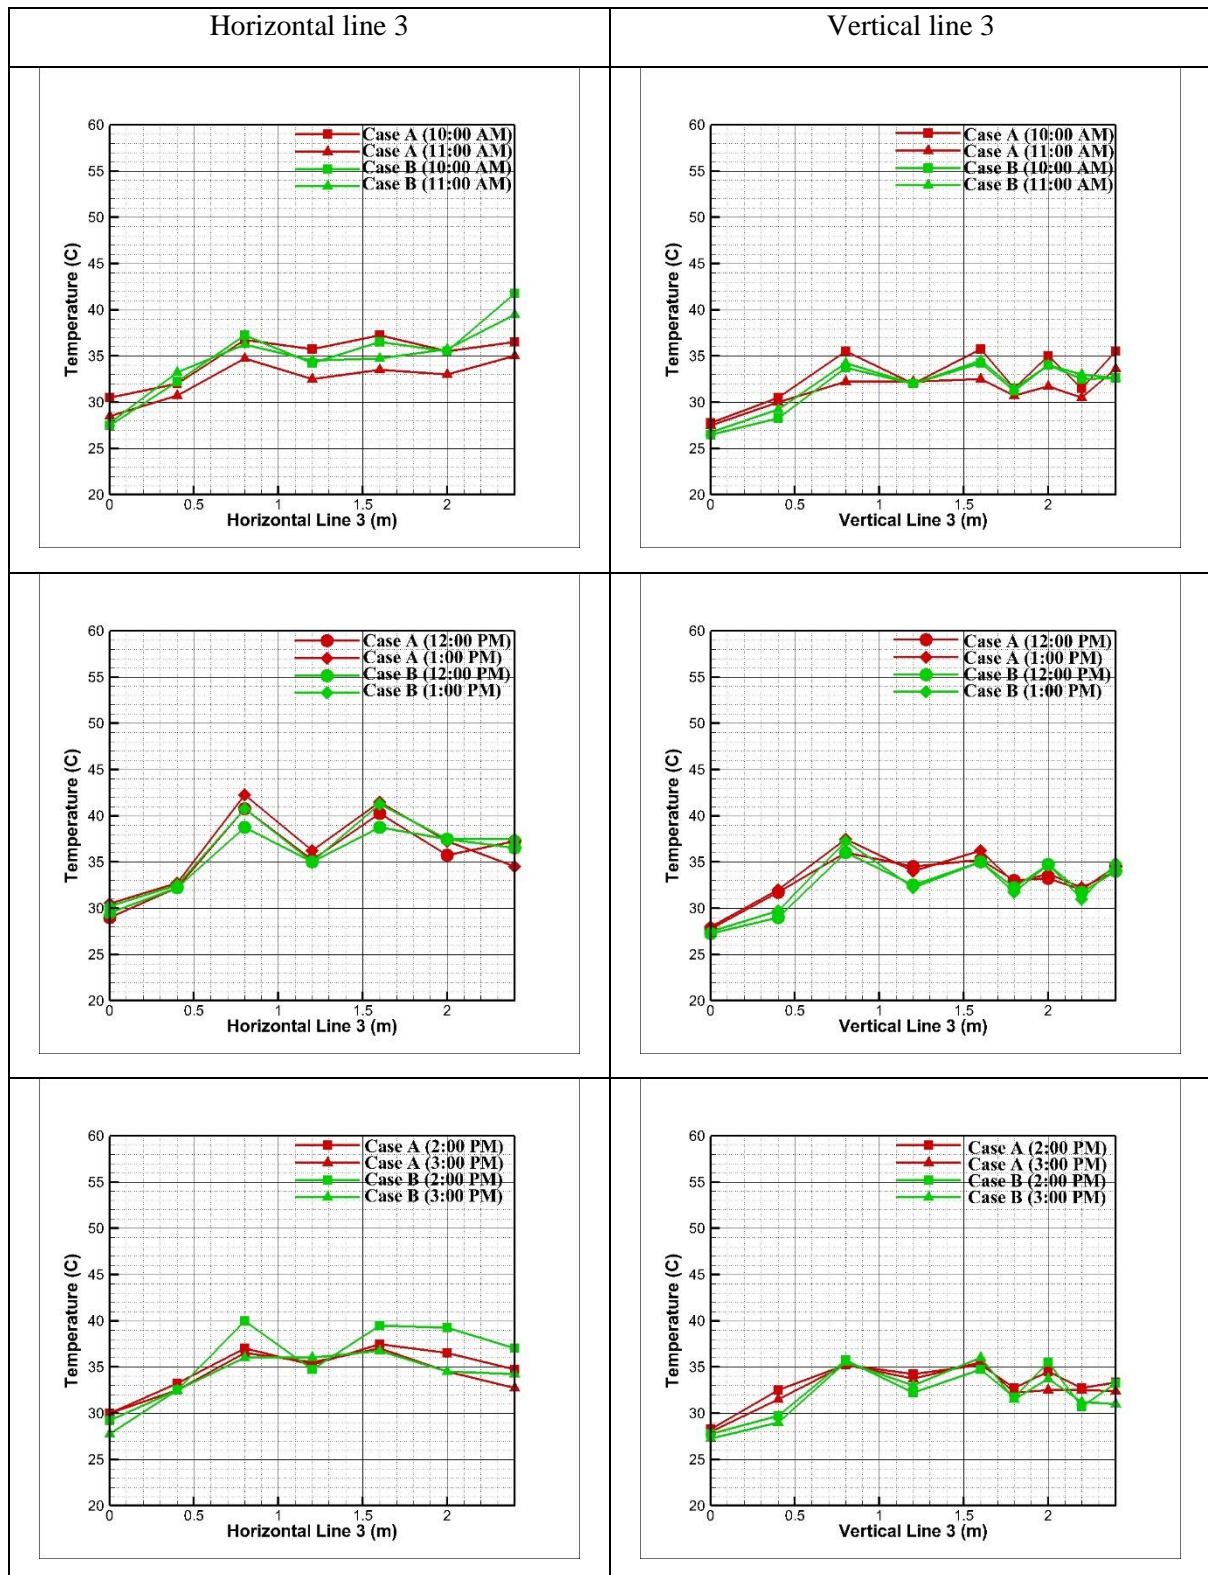 Horizontal line 3
Vertical line 3
Case A (10:00 AM)
Case A (11:00 AM)
Case B (10:00 AM)
Case B (11:00 AM)
Temperature (C)
60
55
50
45
40
35
30
25
20
0
0.5
1
1.5
2
Horizontal Line 3 (m)
Case A (10:00 AM)
Case A (11:00 AM)
Case B (10:00 AM)
Case B (11:00 AM)
Temperature (C)
60
55
50
45
40
35
30
25
20
0
0.5
1
1.5
2
Vertical Line 3 (m)
Case A (12:00 PM)
Case A (1:00 PM)
Case B (12:00 PM)
Case B (1:00 PM)
Temperature (C)
60
55
50
45
40
35
30
25
20
0
0.5
1
1.5
2
Horizontal Line 3 (m)
Case A (12:00 PM)
Case A (1:00 PM)
Case B (12:00 PM)
Case B (1:00 PM)
Temperature (C)
60
55
50
45
40
35
30
25
20
0
0.5
1
1.5
2
Vertical Line 3 (m)
Case A (2:00 PM)
Case A (3:00 PM)
Case B (2:00 PM)
Case B (3:00 PM)
Temperature (C)
60
55
50
45
40
35
30
25
20
0
0.5
1
1.5
2
Horizontal Line 3 (m)
Case A (2:00 PM)
Case A (3:00 PM)
Case B (2:00 PM)
Case B (3:00 PM)
Temperature (C)
60
55
50
45
40
35
30
25
20
0
0.5
1
1.5
2
Vertical Line 3 (m)